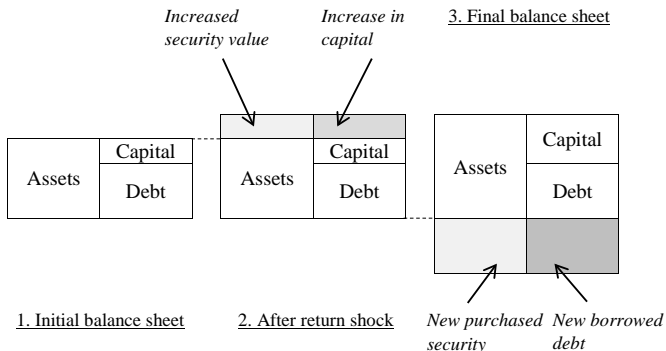 Increased
security value
Increase in
capital
3. Final balance sheet
Assets
Capital
Debt
Assets
Capital
Debt
Assets
Capital
Debt
1. Initial balance sheet
2. After return shock
New purchased
security
New borrowed
debt